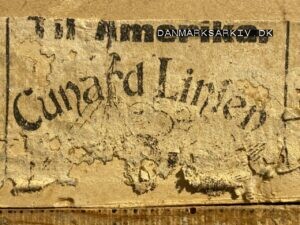 Til Amerika
DANMARKSARKIV.DK
Cunard Linien